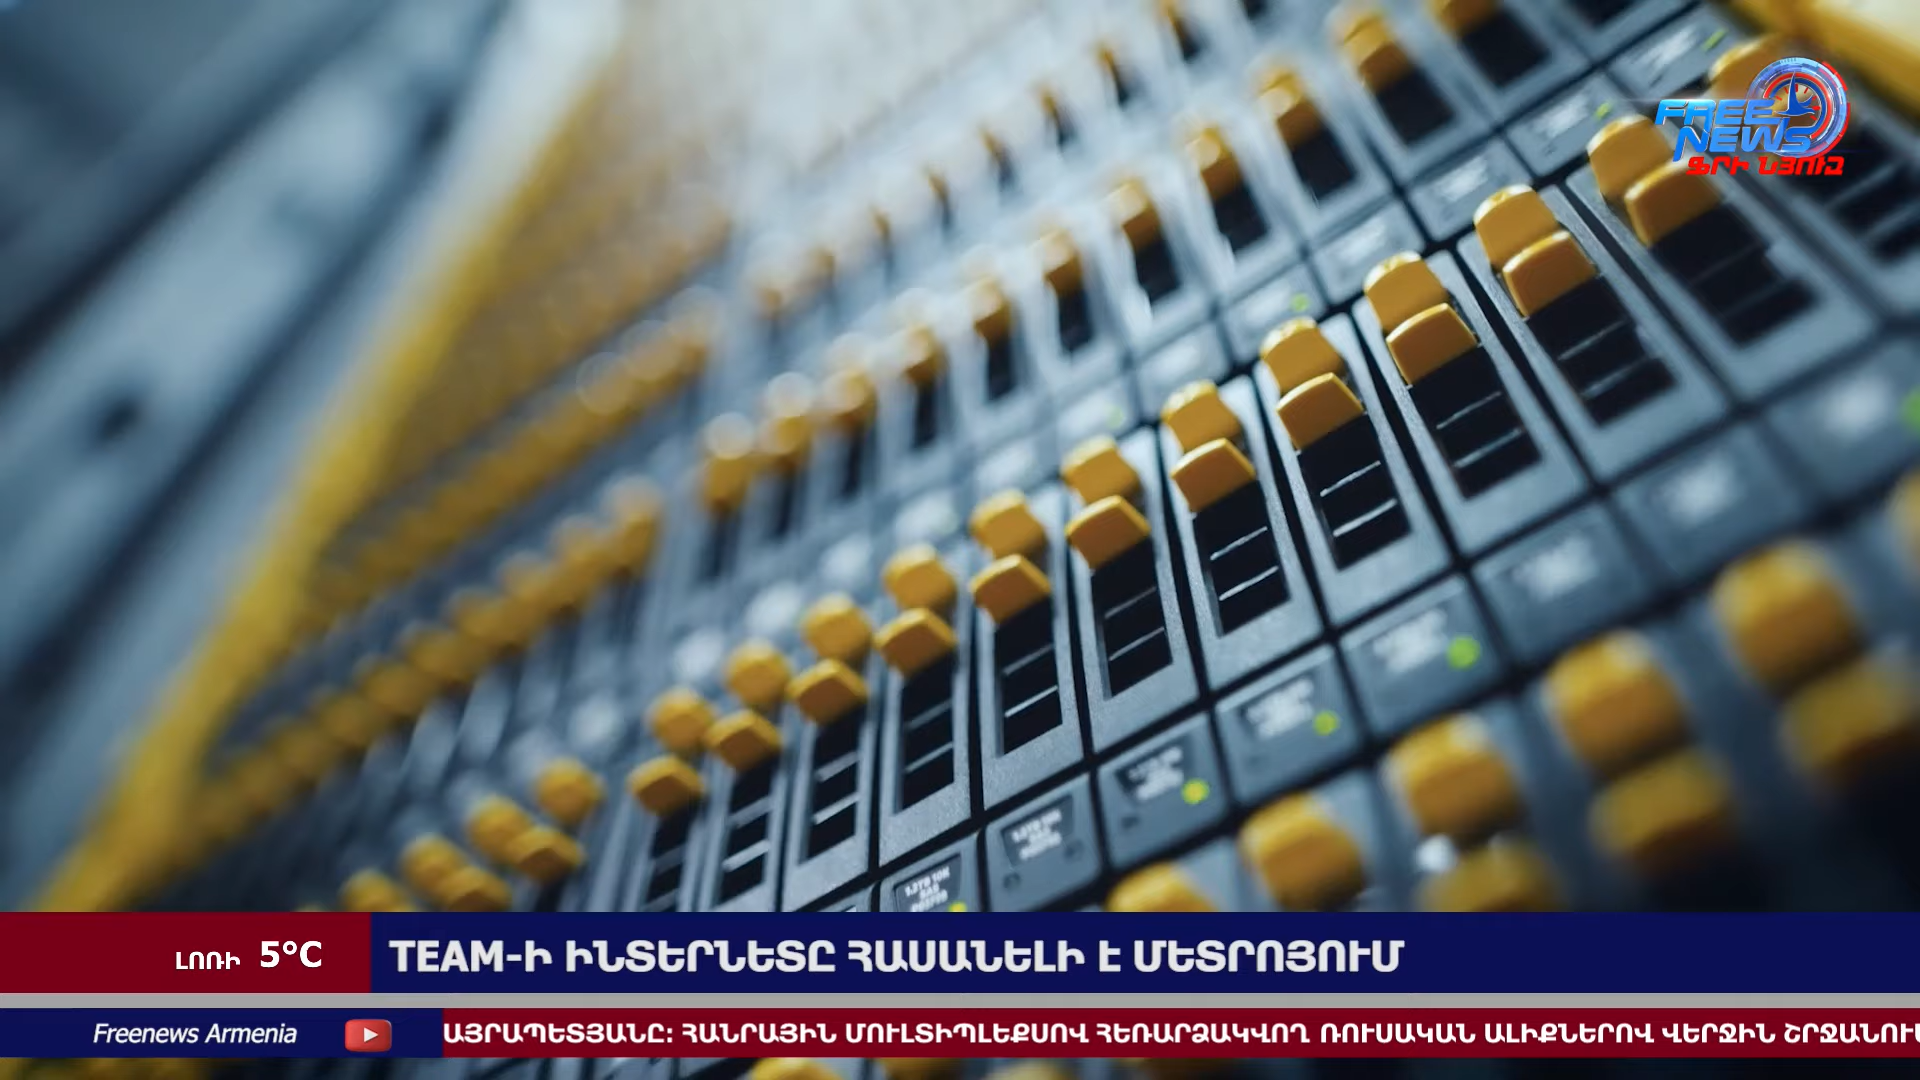 FREE
NEWS
ՖՐԻ ՆՅՈՒԶ
ԼՈՌԻ 5°C
TEAM-Ի ԻՆՏԵՐՆԵՏԸ ՀԱՍԱՆԵԼԻ Է ՄԵՏՐՈՅՈՒՄ
Freenews Armenia
ԱՅՐԱՊԵՏՅԱՆԸ: ՀԱՆՐԱՅԻՆ ՄՈՒԼՏԻՊԼԵՔՍՈՎ ՀԵՌԱՐՁԱԿՎՈՂ ՌՈՒՍԱԿԱՆ ԱԼԻՔՆԵՐՈՎ ՎԵՐՋԻՆ ՇՐՋԱՆՈՒ